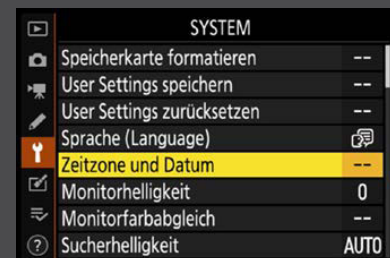 SYSTEM
Speicherkarte formatieren --
User Settings speichern --
User Settings zurücksetzen --
Sprache (Language)
Zeitzone und Datum --
Monitorhelligkeit 0
Monitorfarbabgleich --
Sucherhelligkeit AUTO